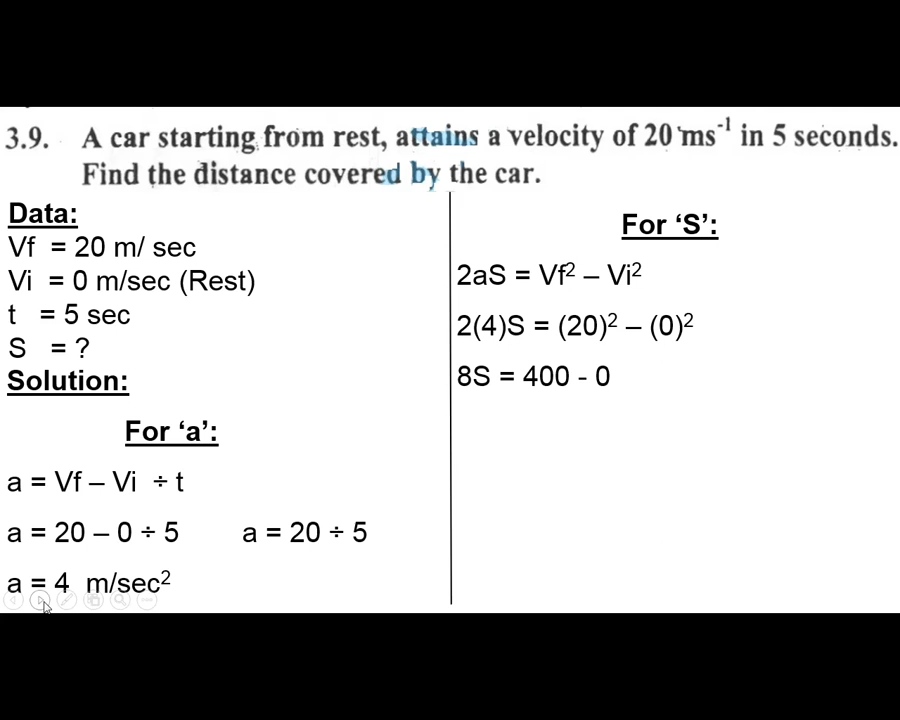 3.9. A car starting from rest, attains a velocity of 20 ms⁻¹ in 5 seconds.
Find the distance covered by the car.
Data:
Vf = 20 m/ sec
Vi = 0 m/sec (Rest)
t = 5 sec
S = ?
Solution:
For ‘a’:
a = Vf – Vi ÷ t
a = 20 – 0 ÷ 5 a = 20 ÷ 5
a = 4 m/sec²
For ‘S’:
2aS = Vf² – Vi²
2(4)S = (20)² – (0)²
8S = 400 - 0